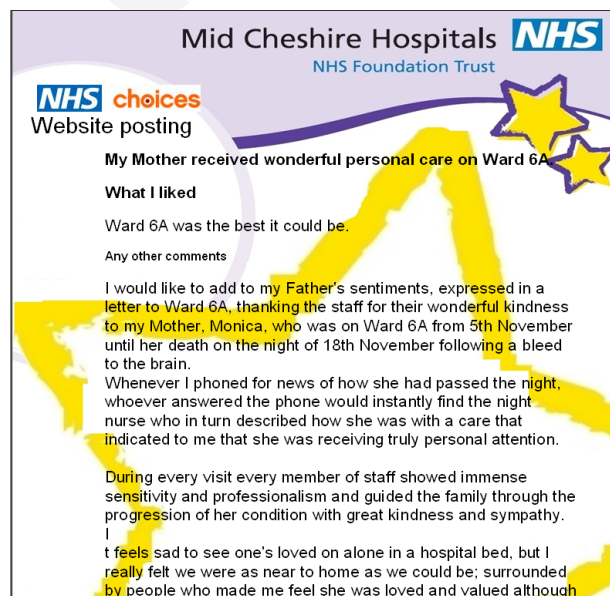 Mid Cheshire Hospitals NHS
NHS Foundation Trust
NHS choices
Website posting
My Mother received wonderful personal care on Ward 6A.
What I liked
Ward 6A was the best it could be.
Any other comments
I would like to add to my Father's sentiments, expressed in a
letter to Ward 6A, thanking the staff for their wonderful kindness
to my Mother, Monica, who was on Ward 6A from 5th November
until her death on the night of 18th November following a bleed
to the brain.
Whenever I phoned for news of how she had passed the night,
whoever answered the phone would instantly find the night
nurse who in turn described how she was with a care that
indicated to me that she was receiving truly personal attention.
During every visit every member of staff showed immense
sensitivity and professionalism and guided the family through the
progression of her condition with great kindness and sympathy.
I
t feels sad to see one's loved on alone in a hospital bed, but I
really felt we were as near to home as we could be; surrounded
by people who made me feel she was loved and valued although